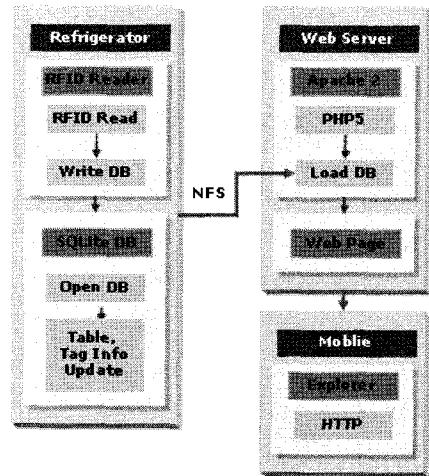 Refrigerator
RFID Reader
RFID Read
Write DB
SQLite DB
Open DB
Table,
Tag Info
Update
NFS
Web Server
Apache 2
PHP5
Load DB
Web Page
Moblie
Explorer
HTTP